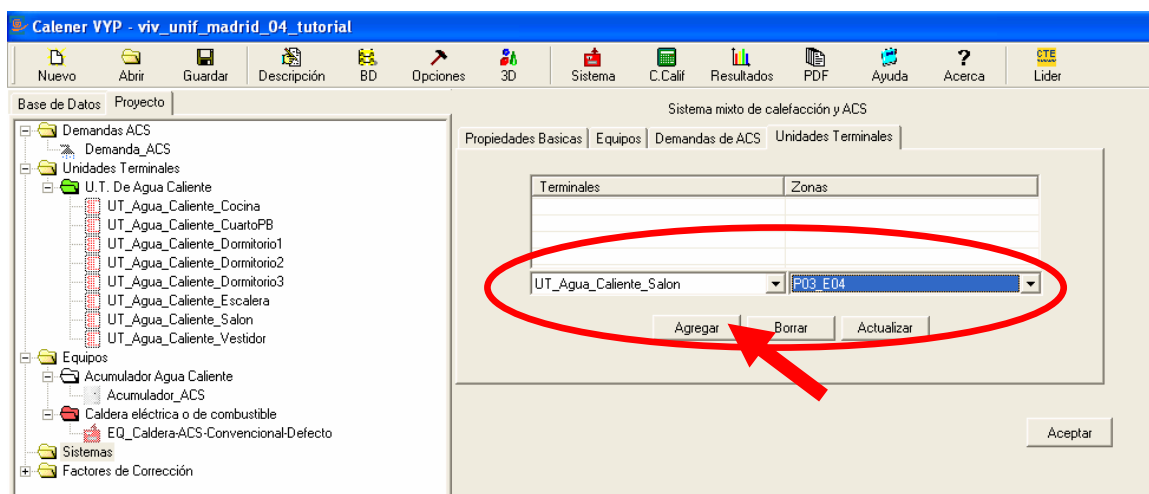 Calener VYP - viv_unif_madrid_04_tutorial
Nuevo Abrir Guardar Descripción BD Opciones 3D Sistema C.Calif Resultados PDF Ayuda Acerca CTE Lider
Base de Datos Proyecto
Demandas ACS
Demanda_ACS
Unidades Terminales
U.T. De Agua Caliente
UT_Agua_Caliente_Cocina
UT_Agua_Caliente_CuartoPB
UT_Agua_Caliente_Dormitorio1
UT_Agua_Caliente_Dormitorio2
UT_Agua_Caliente_Dormitorio3
UT_Agua_Caliente_Escalera
UT_Agua_Caliente_Salon
UT_Agua_Caliente_Vestidor
Equipos
Acumulador Agua Caliente
Acumulador_ACS
Caldera eléctrica o de combustible
EQ_Caldera-ACS-Convencional-Defecto
Sistemas
Factores de Corrección
Sistema mixto de calefacción y ACS
Propiedades Basicas Equipos Demandas de ACS Unidades Terminales
Terminales Zonas
UT_Agua_Caliente_Salon P03_E04
Agregar Borrar Actualizar
Aceptar